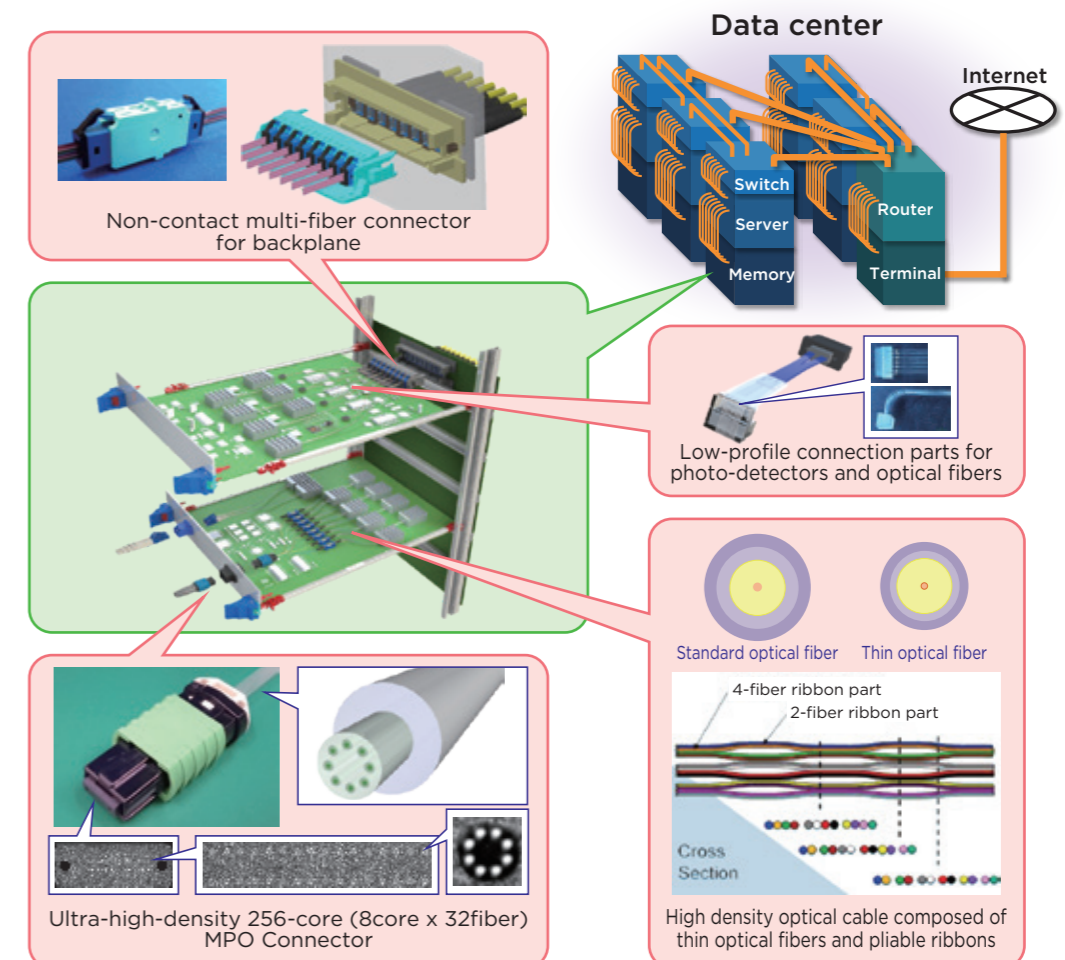 Data center
Internet
Switch
Server
Memory
Router
Terminal
Non-contact multi-fiber connector
for backplane
Low-profile connection parts for
photo-detectors and optical fibers
Standard optical fiber
Thin optical fiber
4-fiber ribbon part
2-fiber ribbon part
Cross
Section
High density optical cable composed of
thin optical fibers and pliable ribbons
Ultra-high-density 256-core (8core x 32fiber)
MPO Connector